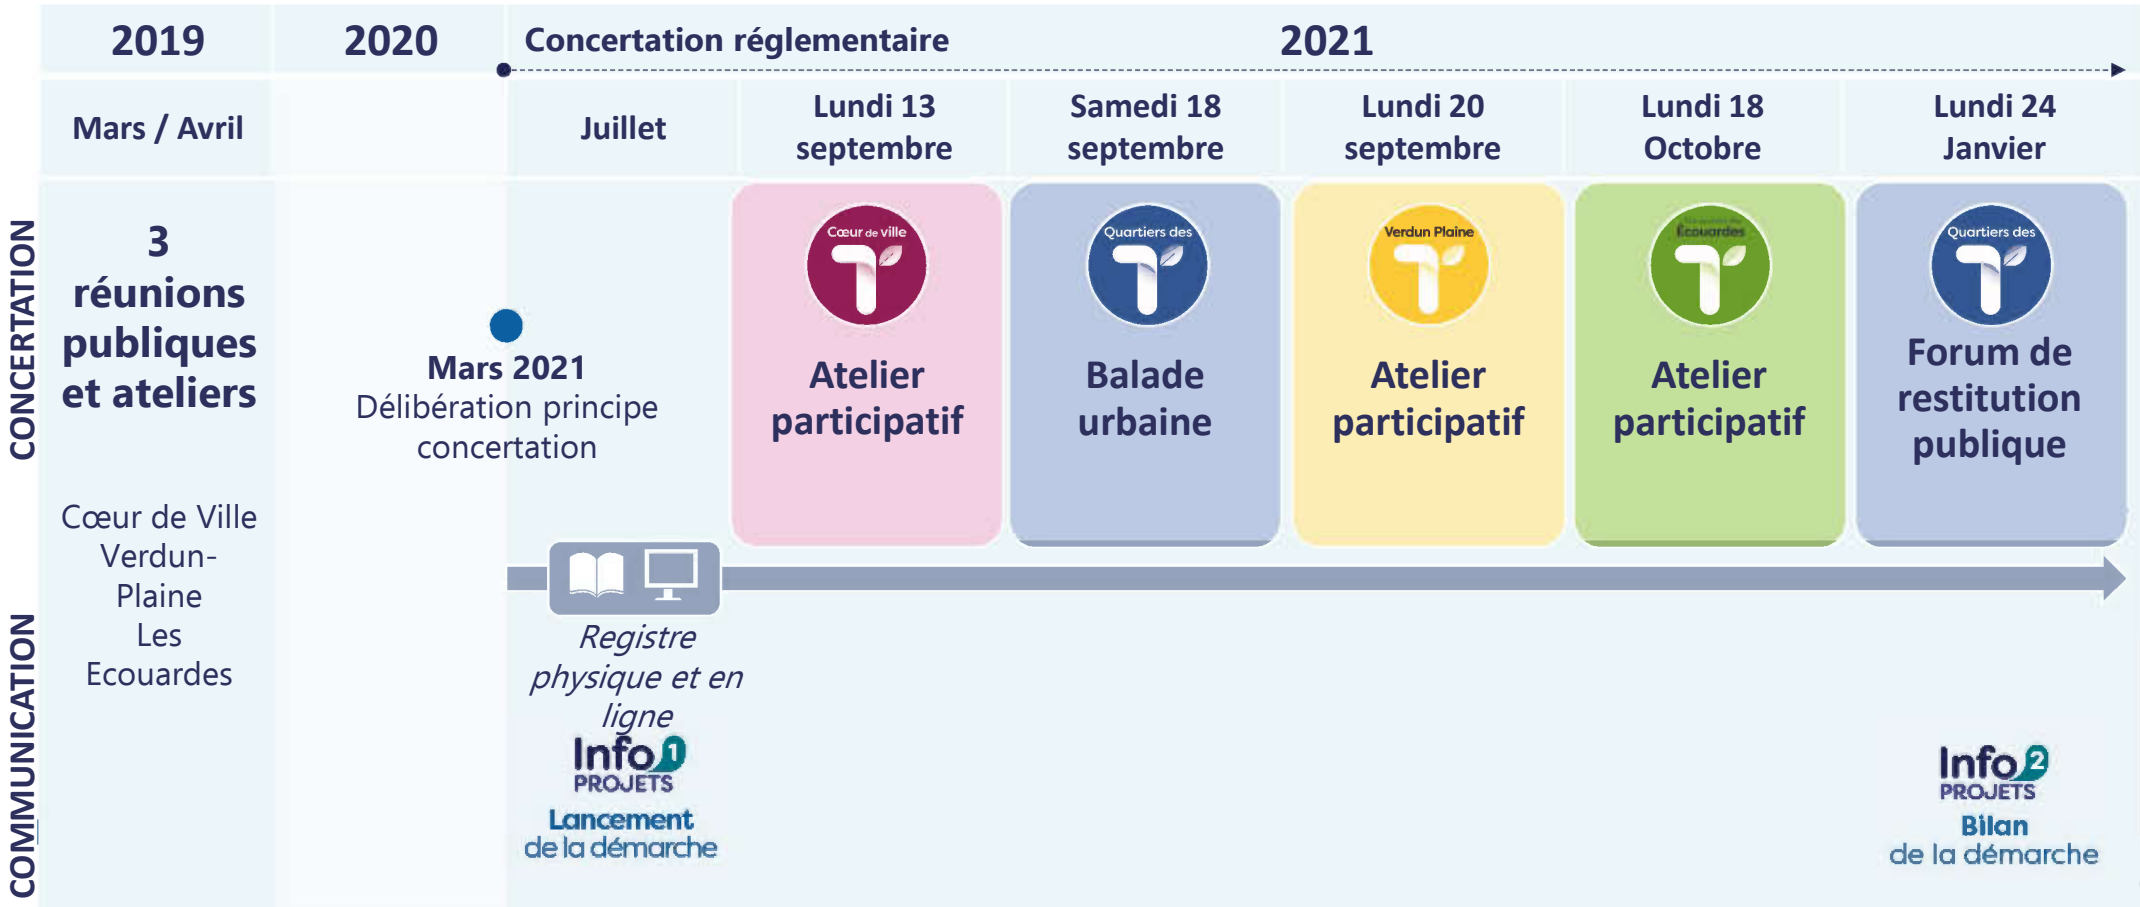 2019
2020
Concertation réglementaire
2021
Mars / Avril
Juillet
Lundi 13
septembre
Samedi 18
septembre
Lundi 20
septembre
Lundi 18
Octobre
Lundi 24
Janvier
CONCERTATION
3
réunions
publiques
et ateliers
Cœur de Ville
Verdun-
Plaine
Les
Ecouardes
Mars 2021
Délibération principe
concertation
Cœur de ville
T
Atelier
participatif
Quartiers des
T
Balade
urbaine
Verdun Plaine
T
Atelier
participatif
Écouardes
T
Atelier
participatif
Quartiers des
T
Forum de
restitution
publique
COMMUNICATION
Registre
physique et en
ligne
Info 1
PROJETS
Lancement
de la démarche
Info 2
PROJETS
Bilan
de la démarche